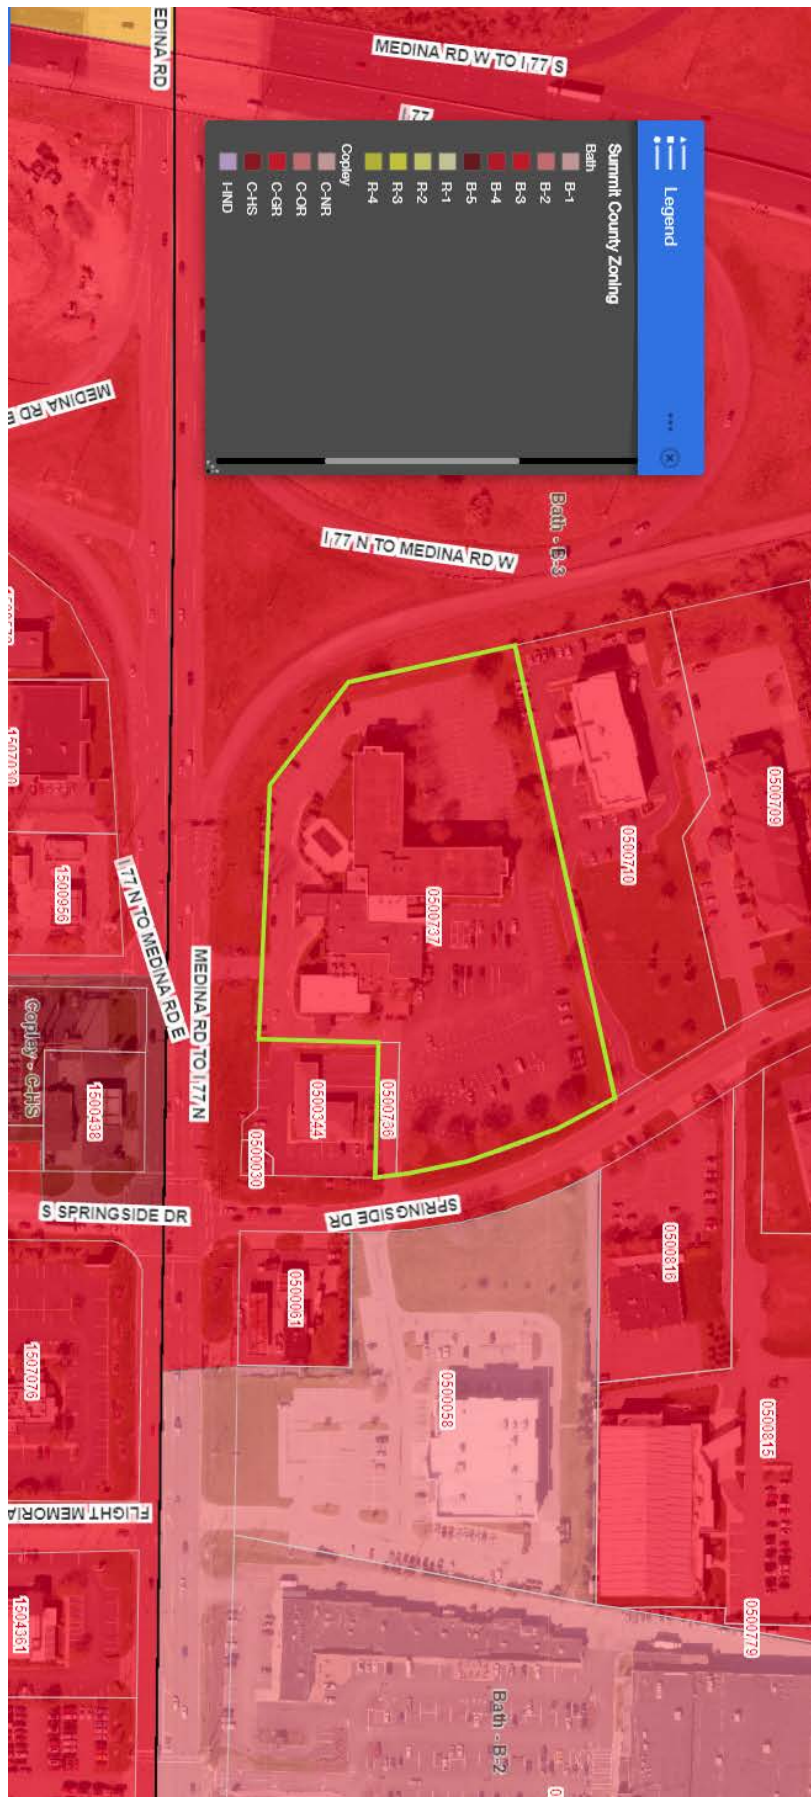 Legend
Summit County Zoning
Bath
B-1
B-2
B-3
B-4
B-5
R-1
R-2
R-3
R-4
Copley
C-NR
C-OR
C-GR
C-HS
I-IND
MEDINA RD W TO I 77 S
I 77
EDINA RD
MEDINA RD E
I 77 N TO MEDINA RD W
Bath - B-3
0500709
0500710
0500737
0500736
0500344
0500030
1507030
1500956
I 77 N TO MEDINA RD E
MEDINA RD TO I 77 N
Copley - C-HS
1500438
S SPRINGSIDE DR
SPRINGSIDE DR
0500816
0500061
0500058
0500815
1507076
FLIGHT MEMORIA
1504361
0500779
Bath - B-2